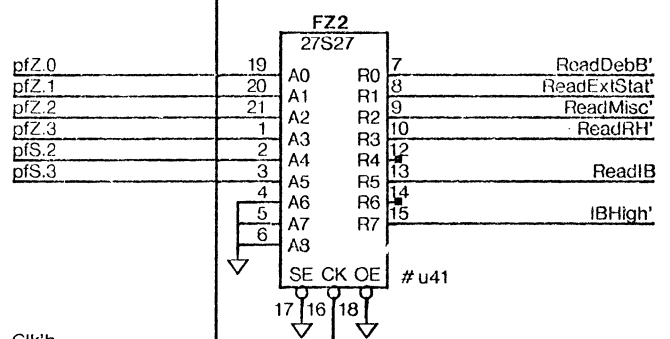 FZ2
27S27
pfZ.0 19 A0 R0 7 ReadDebB'
pfZ.1 20 A1 R1 8 ReadExtStat'
pfZ.2 21 A2 R2 9 ReadMisc'
pfZ.3 1 A3 R3 10 ReadRH'
pfS.2 2 A4 R4 12
pfS.3 3 A5 R5 13 ReadIB
4 A6 R6 14
5 A7 R7 15 IBHigh'
6 A8
SE CK OE # u41
17 16 18